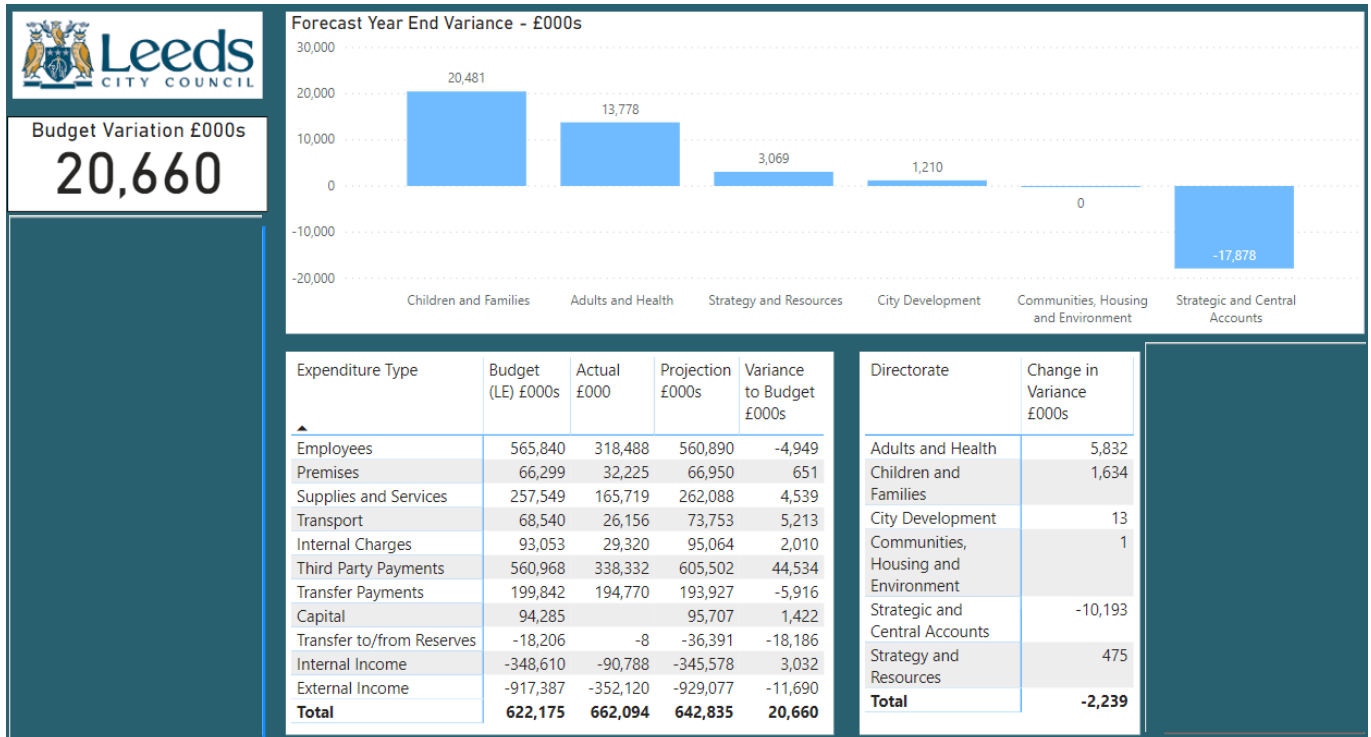 Leeds
CITY COUNCIL
Budget Variation £000s
20,660
Forecast Year End Variance - £000s
30,000
20,000
10,000
0
-10,000
-20,000
20,481
13,778
3,069
1,210
0
-17,878
Children and Families
Adults and Health
Strategy and Resources
City Development
Communities, Housing
and Environment
Strategic and Central
Accounts
Expenditure Type Budget Actual Projection Variance
(LE) £000s £000 £000s to Budget
£000s
Employees 565,840 318,488 560,890 -4,949
Premises 66,299 32,225 66,950 651
Supplies and Services 257,549 165,719 262,088 4,539
Transport 68,540 26,156 73,753 5,213
Internal Charges 93,053 29,320 95,064 2,010
Third Party Payments 560,968 338,332 605,502 44,534
Transfer Payments 199,842 194,770 193,927 -5,916
Capital 94,285 95,707 1,422
Transfer to/from Reserves -18,206 -8 -36,391 -18,186
Internal Income -348,610 -90,788 -345,578 3,032
External Income -917,387 -352,120 -929,077 -11,690
Total 622,175 662,094 642,835 20,660
Directorate Change in
Variance
£000s
Adults and Health 5,832
Children and 1,634
Families
City Development 13
Communities, 1
Housing and
Environment
Strategic and -10,193
Central Accounts
Strategy and 475
Resources
Total -2,239